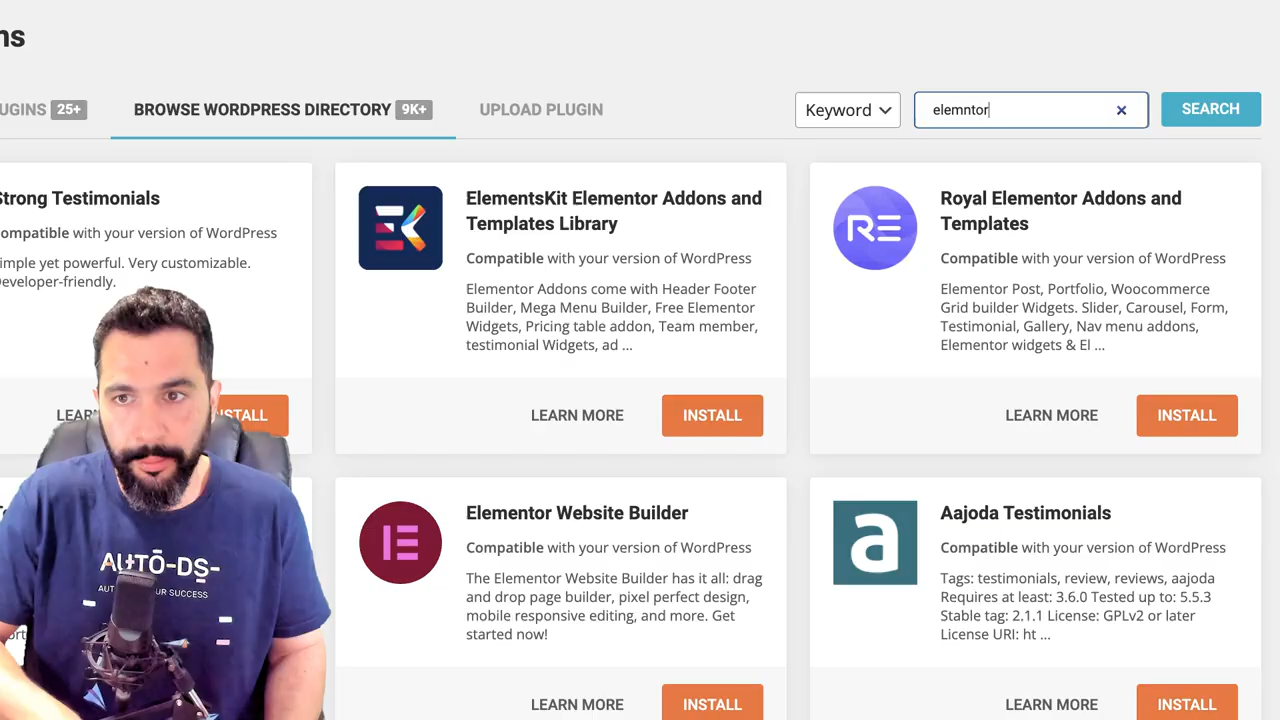 ns
UGINS 25+
BROWSE WORDPRESS DIRECTORY 9K+
UPLOAD PLUGIN
Keyword
elemntor
SEARCH
Strong Testimonials
ompatible with your version of WordPress
imple yet powerful. Very customizable.
eveloper-friendly.
LEAR
STALL
ElementsKit Elementor Addons and
Templates Library
Compatible with your version of WordPress
Elementor Addons come with Header Footer
Builder, Mega Menu Builder, Free Elementor
Widgets, Pricing table addon, Team member,
testimonial Widgets, ad ...
LEARN MORE
INSTALL
RE
Royal Elementor Addons and
Templates
Compatible with your version of WordPress
Elementor Post, Portfolio, Woocommerce
Grid builder Widgets. Slider, Carousel, Form,
Testimonial, Gallery, Nav menu addons,
Elementor widgets & El ...
LEARN MORE
INSTALL
Elementor Website Builder
Compatible with your version of WordPress
The Elementor Website Builder has it all: drag
and drop page builder, pixel perfect design,
mobile responsive editing, and more. Get
started now!
LEARN MORE
INSTALL
a
Aajoda Testimonials
Compatible with your version of WordPress
Tags: testimonials, review, reviews, aajoda
Requires at least: 3.6.0 Tested up to: 5.5.3
Stable tag: 2.1.1 License: GPLv2 or later
License URI: ht ...
LEARN MORE
INSTALL
AUTO-DS